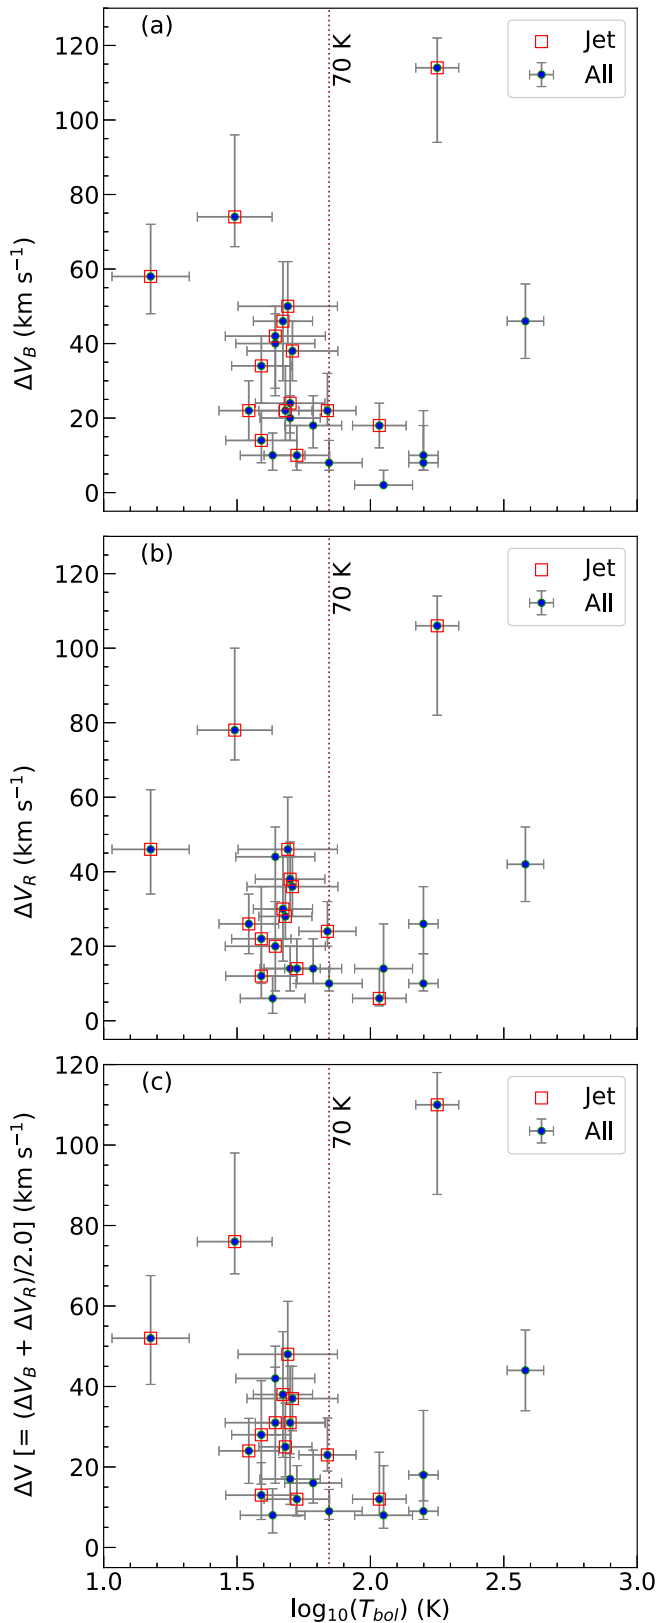 (a)
70 K
Jet
All
120
100
80
60
40
20
0
ΔV_B (km s⁻¹)
(b)
70 K
Jet
All
120
100
80
60
40
20
0
ΔV_R (km s⁻¹)
(c)
70 K
Jet
All
120
100
80
60
40
20
0
ΔV [= (ΔV_B + ΔV_R)/2.0] (km s⁻¹)
1.0 1.5 2.0 2.5 3.0
log₁₀(T_bol) (K)